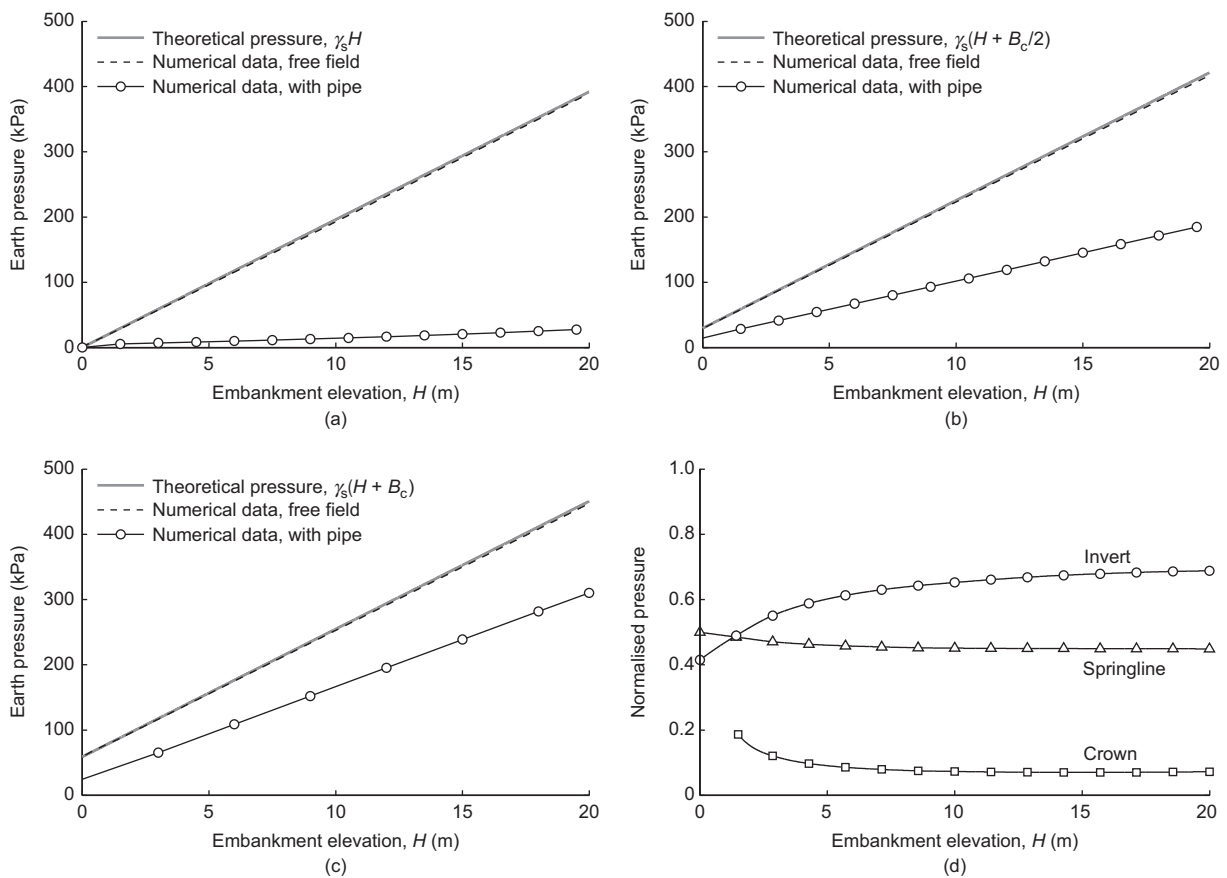 500
400
300
200
100
0
Earth pressure (kPa)
Theoretical pressure, γsH
Numerical data, free field
Numerical data, with pipe
0 5 10 15 20
Embankment elevation, H (m)
(a)
500
400
300
200
100
0
Earth pressure (kPa)
Theoretical pressure, γs(H + Bc/2)
Numerical data, free field
Numerical data, with pipe
0 5 10 15 20
Embankment elevation, H (m)
(b)
500
400
300
200
100
0
Earth pressure (kPa)
Theoretical pressure, γs(H + Bc)
Numerical data, free field
Numerical data, with pipe
0 5 10 15 20
Embankment elevation, H (m)
(c)
1.0
0.8
0.6
0.4
0.2
0
Normalised pressure
Invert
Springline
Crown
0 5 10 15 20
Embankment elevation, H (m)
(d)